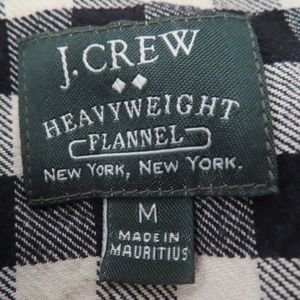 J.CREW
HEAVYWEIGHT
FLANNEL
NEW YORK, NEW YORK.
M
MADE IN
MAURITIUS